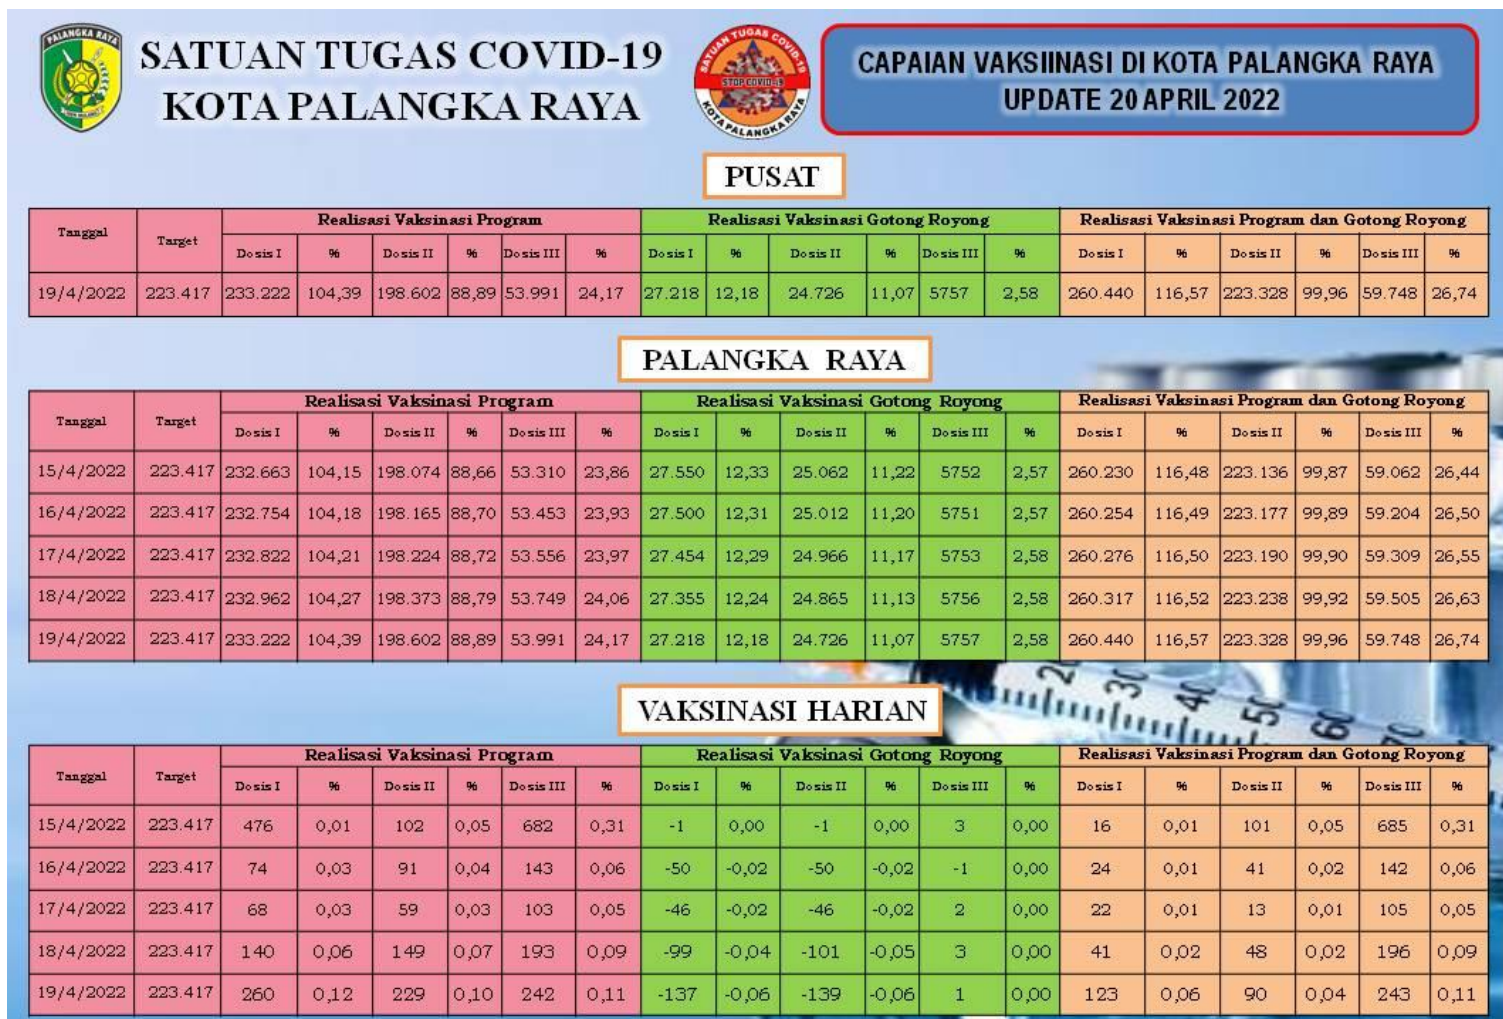 PALANGKA RAYA
SATUAN TUGAS COVID-19
KOTA PALANGKA RAYA
SATUAN TUGAS COVID-19
STOP COVID-19
KOTA PALANGKA RAYA
CAPAIAN VAKSIINASI DI KOTA PALANGKA RAYA
UPDATE 20 APRIL 2022
PUSAT
Tanggal Target Realisasi Vaksinasi Program Realisasi Vaksinasi Gotong Royong Realisasi Vaksinasi Program dan Gotong Royong
Dosis I % Dosis II % Dosis III % Dosis I % Dosis II % Dosis III % Dosis I % Dosis II % Dosis III %
19/4/2022 223.417 233.222 104,39 198.602 88,89 53.991 24,17 27.218 12,18 24.726 11,07 5757 2,58 260.440 116,57 223.328 99,96 59.748 26,74
PALANGKA RAYA
Tanggal Target Realisasi Vaksinasi Program Realisasi Vaksinasi Gotong Royong Realisasi Vaksinasi Program dan Gotong Royong
Dosis I % Dosis II % Dosis III % Dosis I % Dosis II % Dosis III % Dosis I % Dosis II % Dosis III %
15/4/2022 223.417 232.663 104,15 198.074 88,66 53.310 23,86 27.550 12,33 25.062 11,22 5752 2,57 260.230 116,48 223.136 99,87 59.062 26,44
16/4/2022 223.417 232.754 104,18 198.165 88,70 53.453 23,93 27.500 12,31 25.012 11,20 5751 2,57 260.254 116,49 223.177 99,89 59.204 26,50
17/4/2022 223.417 232.822 104,21 198.224 88,72 53.556 23,97 27.454 12,29 24.966 11,17 5753 2,58 260.276 116,50 223.190 99,90 59.309 26,55
18/4/2022 223.417 232.962 104,27 198.373 88,79 53.749 24,06 27.355 12,24 24.865 11,13 5756 2,58 260.317 116,52 223.238 99,92 59.505 26,63
19/4/2022 223.417 233.222 104,39 198.602 88,89 53.991 24,17 27.218 12,18 24.726 11,07 5757 2,58 260.440 116,57 223.328 99,96 59.748 26,74
20 30 40 50 60 70
VAKSINASI HARIAN
Tanggal Target Realisasi Vaksinasi Program Realisasi Vaksinasi Gotong Royong Realisasi Vaksinasi Program dan Gotong Royong
Dosis I % Dosis II % Dosis III % Dosis I % Dosis II % Dosis III % Dosis I % Dosis II % Dosis III %
15/4/2022 223.417 476 0,01 102 0,05 682 0,31 -1 0,00 -1 0,00 3 0,00 16 0,01 101 0,05 685 0,31
16/4/2022 223.417 74 0,03 91 0,04 143 0,06 -50 -0,02 -50 -0,02 -1 0,00 24 0,01 41 0,02 142 0,06
17/4/2022 223.417 68 0,03 59 0,03 103 0,05 -46 -0,02 -46 -0,02 2 0,00 22 0,01 13 0,01 105 0,05
18/4/2022 223.417 140 0,06 149 0,07 193 0,09 -99 -0,04 -101 -0,05 3 0,00 41 0,02 48 0,02 196 0,09
19/4/2022 223.417 260 0,12 229 0,10 242 0,11 -137 -0,06 -139 -0,06 1 0,00 123 0,06 90 0,04 243 0,11